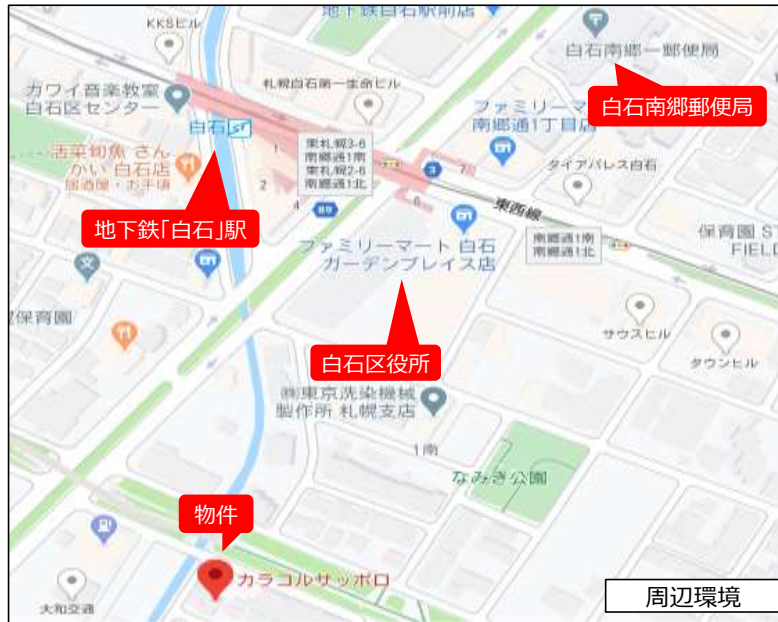 地下鉄白石駅前店
KKSビル
白石南郷一郵便局
カワイ音楽教室
白石区センター
札幌白石第一生命ビル
白石南郷郵便局
ファミリーマ
南郷通1丁目店
白石
東札幌3-6
南郷通1南
東札幌2-6
南郷通1北
活菜旬魚 さん
かい 白石店
居酒屋・お手頃
1
2
4
3
7
6
89
タイアパレス白石
東西線
地下鉄「白石」駅
ファミリーマート 白石
ガーデンプレイス店
南郷通1南
南郷通1北
保育園 ST
FIELD
保育園
サウスヒル
タウンヒル
白石区役所
㈱東京洗染機械
製作所 札幌支店
1南
なみき公園
物件
カラコルサッポロ
大和交通
周辺環境